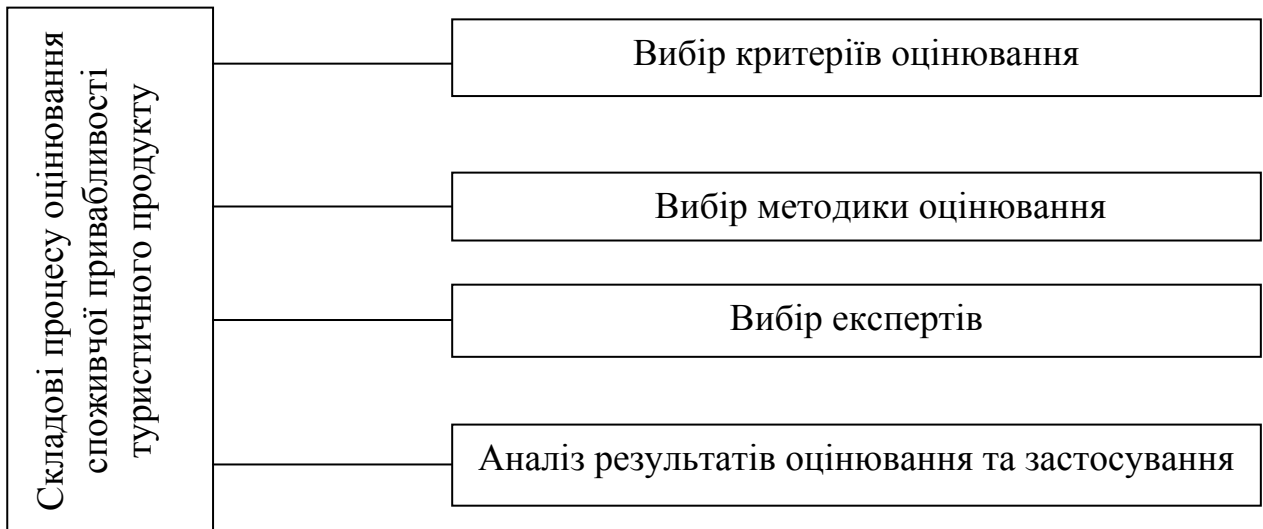 Складові процесу оцінювання
споживчої привабливості
туристичного продукту
Вибір критеріїв оцінювання
Вибір методики оцінювання
Вибір експертів
Аналіз результатів оцінювання та застосування